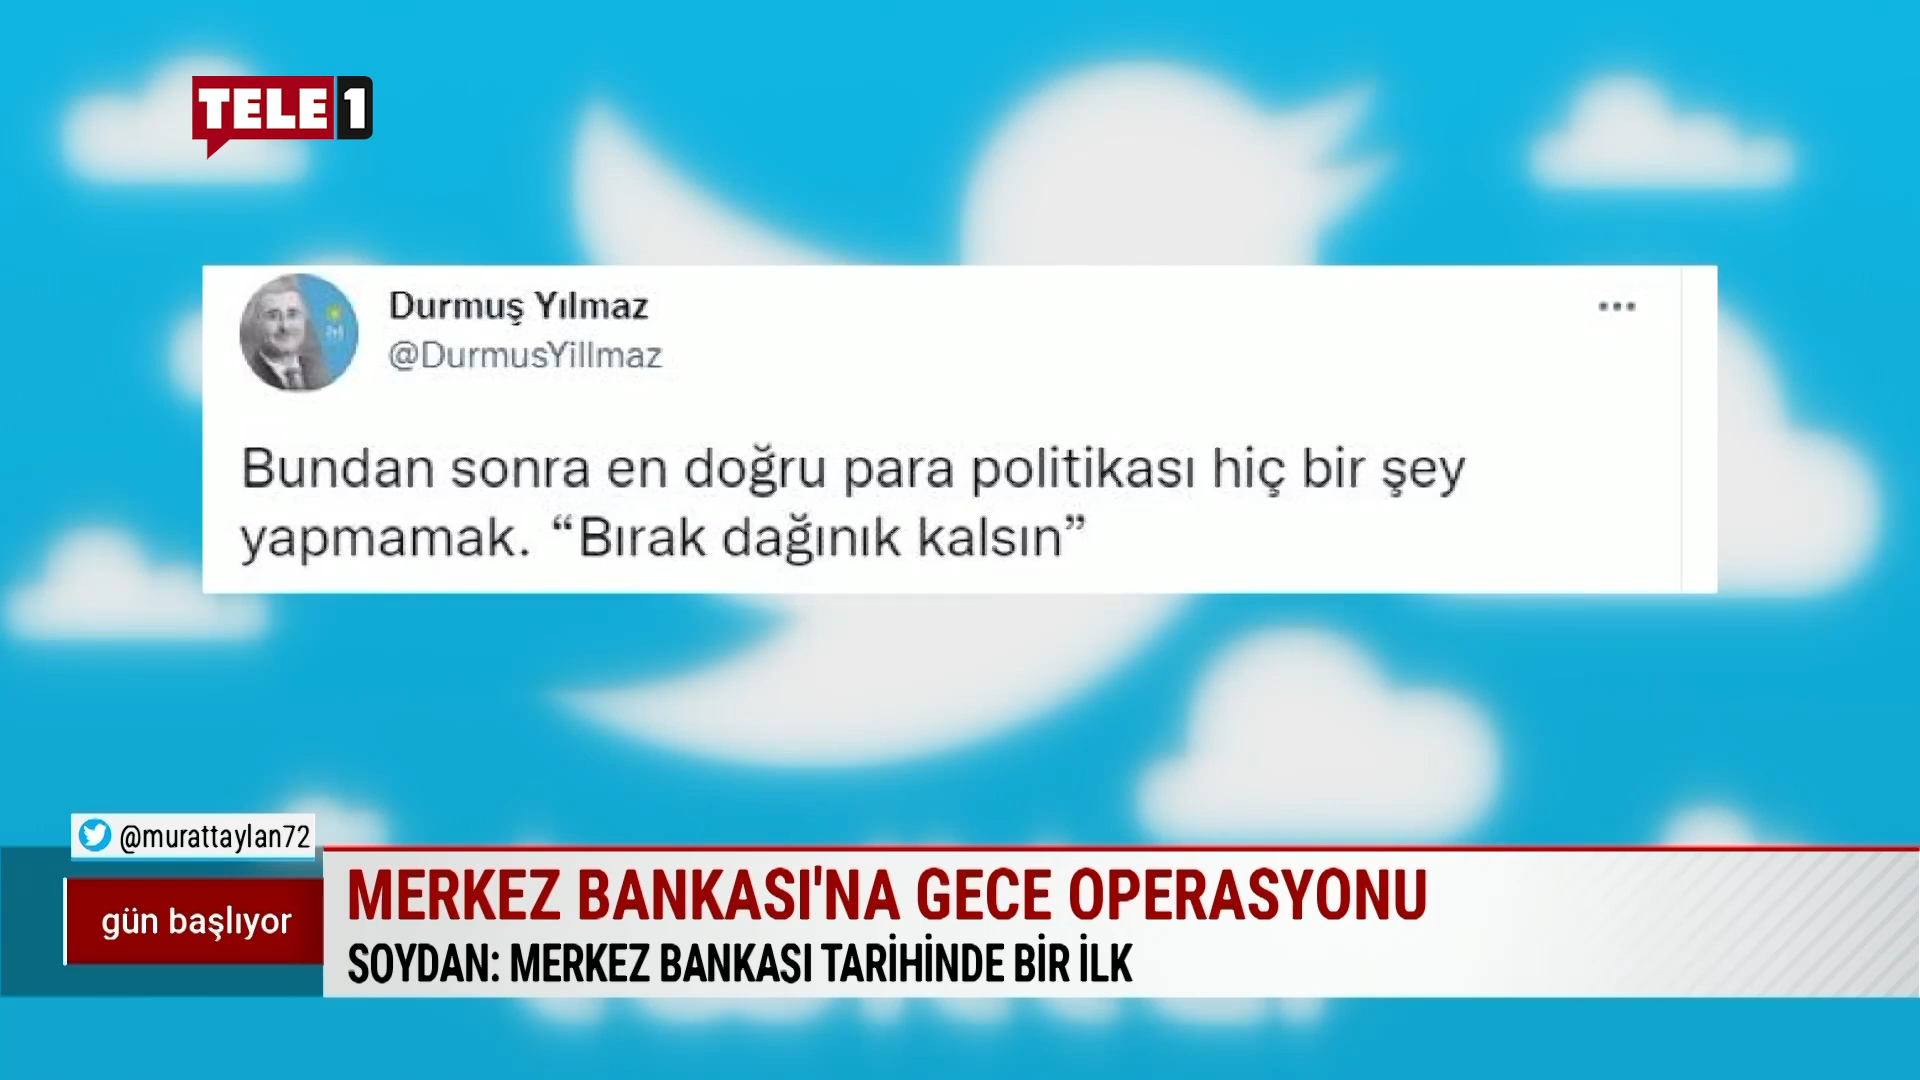 TELE1
Durmuş Yılmaz
@DurmusYillmaz
Bundan sonra en doğru para politikası hiç bir şey
yapmamak. “Bırak dağınık kalsın”
@murattaylan72
gün başlıyor
MERKEZ BANKASI'NA GECE OPERASYONU
SOYDAN: MERKEZ BANKASI TARİHİNDE BİR İLK